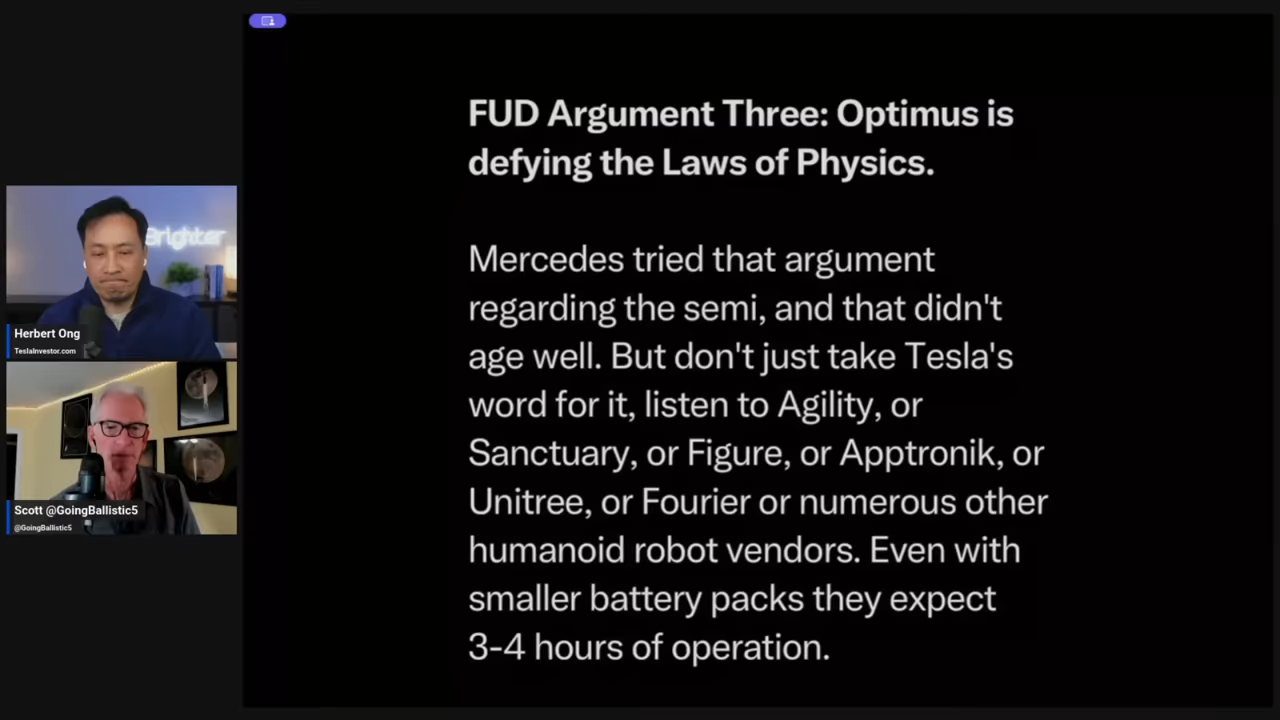 FUD Argument Three: Optimus is
defying the Laws of Physics.
Mercedes tried that argument
regarding the semi, and that didn't
age well. But don't just take Tesla's
word for it, listen to Agility, or
Sanctuary, or Figure, or Apptronik, or
Unitree, or Fourier or numerous other
humanoid robot vendors. Even with
smaller battery packs they expect
3-4 hours of operation.
Brighter
Herbert Ong
TeslaInvestor.com
Scott @GoingBallistic5
@GoingBallistic5